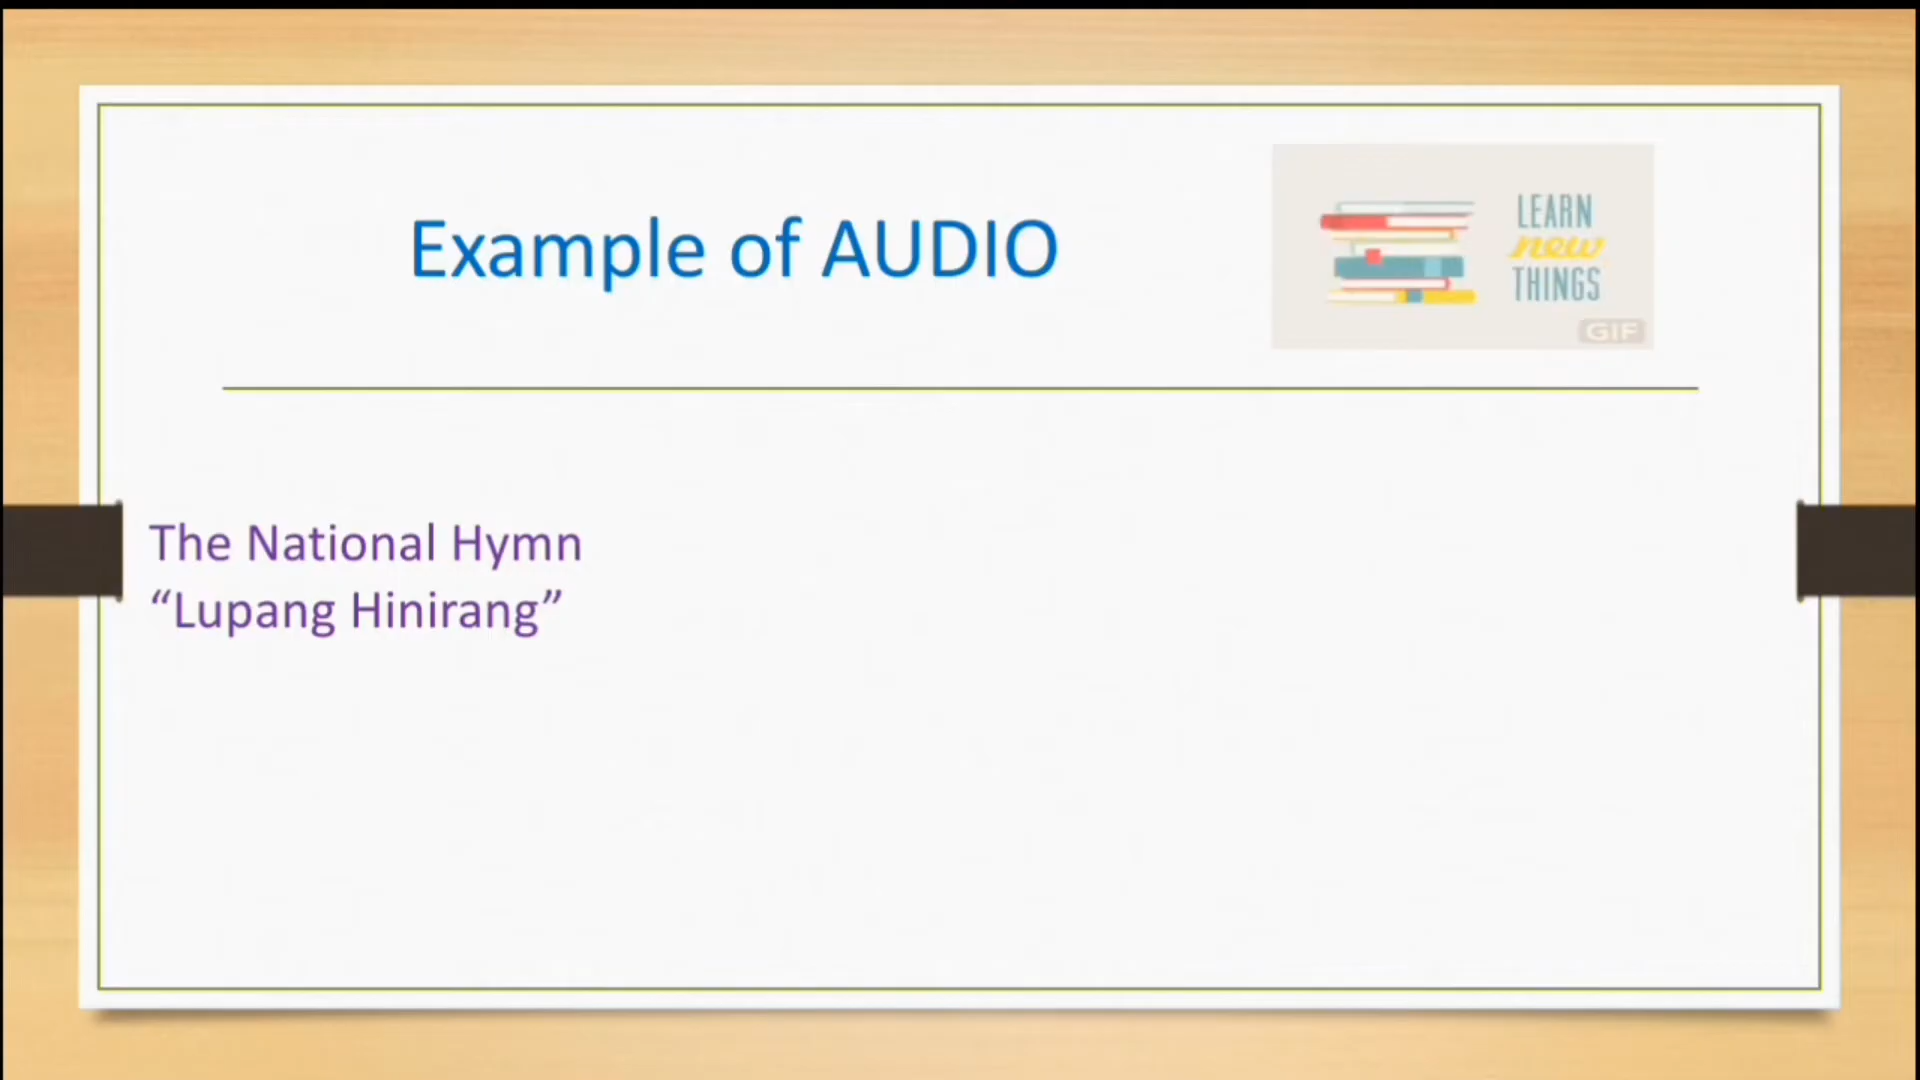 Example of AUDIO
LEARN
new
THINGS
GIF
The National Hymn
“Lupang Hinirang”